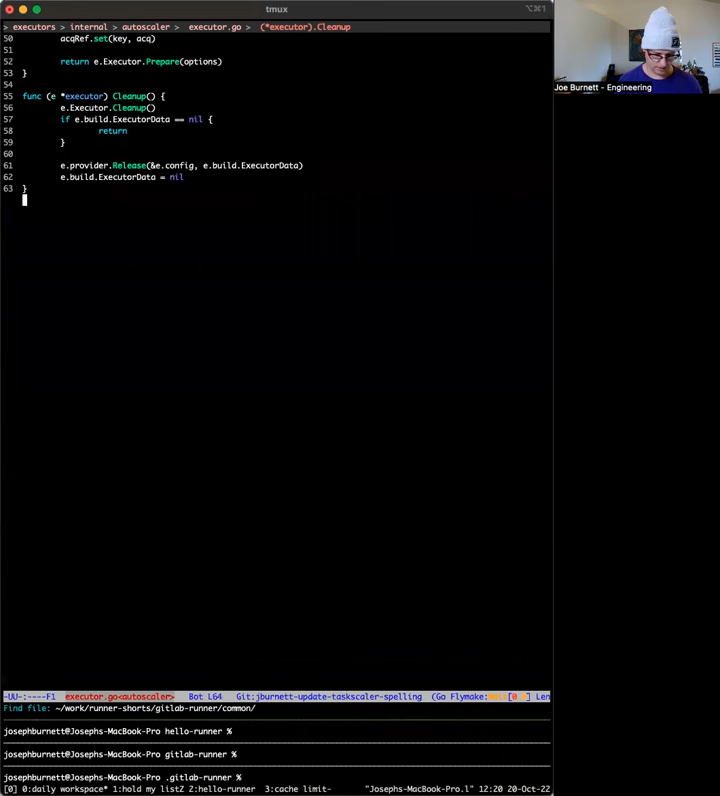 tmux
⌥⌘1
> executors > internal > autoscaler > executor.go > (*executor).Cleanup
50 acqRef.set(key, acq)
51
52 return e.Executor.Prepare(options)
53 }
54
55 func (e *executor) Cleanup() {
56 e.Executor.Cleanup()
57 if e.build.ExecutorData == nil {
58 return
59 }
60
61 e.provider.Release(&e.config, e.build.ExecutorData)
62 e.build.ExecutorData = nil
63 }
-UU-:----F1 executor.go<autoscaler> Bot L64 Git:jburnett-update-taskscaler-spelling (Go Flymake: Len
Find file: ~/work/runner-shorts/gitlab-runner/common/
josephburnett@Josephs-MacBook-Pro hello-runner %
josephburnett@Josephs-MacBook-Pro gitlab-runner %
josephburnett@Josephs-MacBook-Pro .gitlab-runner %
[0] 0:daily workspace* 1:hold my listZ 2:hello-runner 3:cache limit- "Josephs-MacBook-Pro.l" 12:20 20-Oct-22
Joe Burnett - Engineering